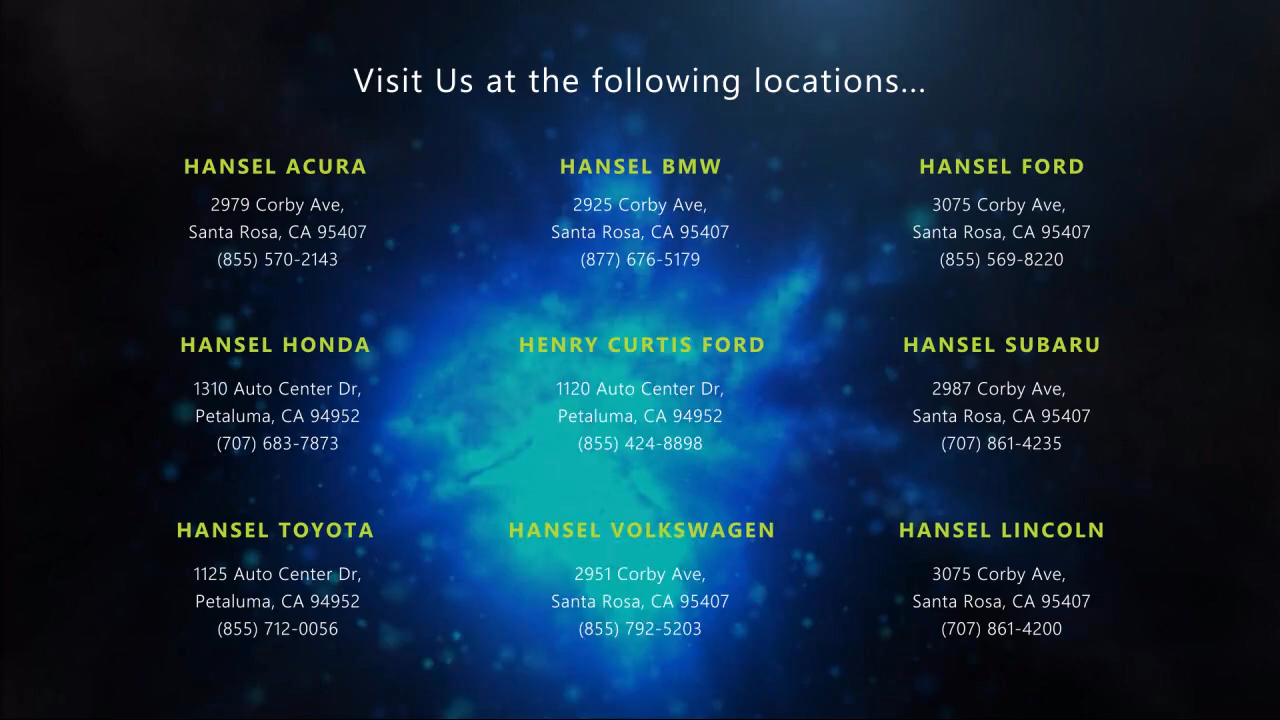 Visit Us at the following locations...
HANSEL ACURA
2979 Corby Ave,
Santa Rosa, CA 95407
(855) 570-2143
HANSEL BMW
2925 Corby Ave,
Santa Rosa, CA 95407
(877) 676-5179
HANSEL FORD
3075 Corby Ave,
Santa Rosa, CA 95407
(855) 569-8220
HANSEL HONDA
1310 Auto Center Dr,
Petaluma, CA 94952
(707) 683-7873
HENRY CURTIS FORD
1120 Auto Center Dr,
Petaluma, CA 94952
(855) 424-8898
HANSEL SUBARU
2987 Corby Ave,
Santa Rosa, CA 95407
(707) 861-4235
HANSEL TOYOTA
1125 Auto Center Dr,
Petaluma, CA 94952
(855) 712-0056
HANSEL VOLKSWAGEN
2951 Corby Ave,
Santa Rosa, CA 95407
(855) 792-5203
HANSEL LINCOLN
3075 Corby Ave,
Santa Rosa, CA 95407
(707) 861-4200